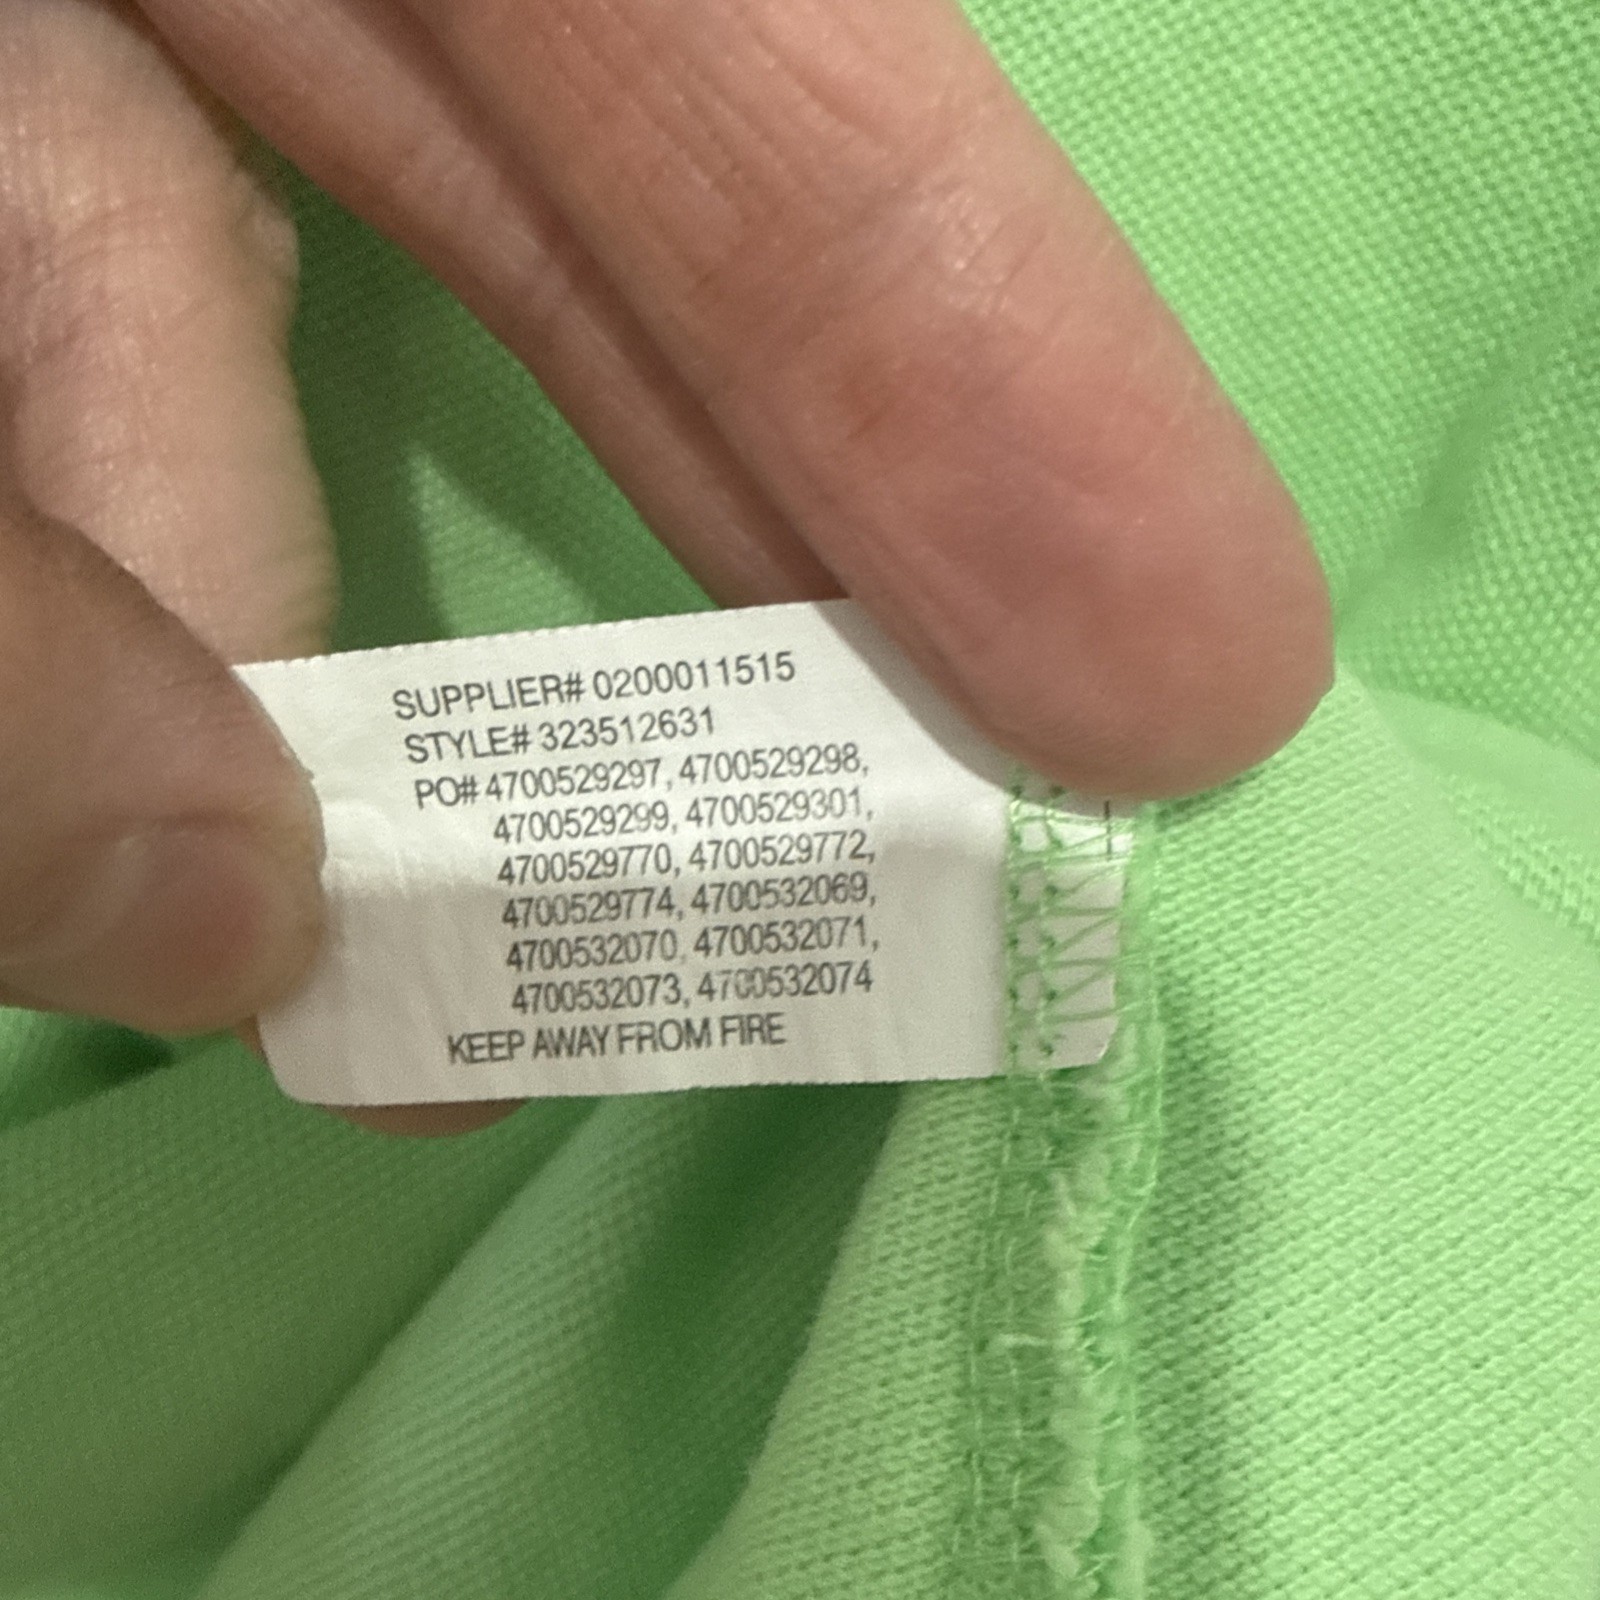 SUPPLIER# 0200011515
STYLE# 323512631
PO# 4700529297, 4700529298,
4700529299, 4700529301,
4700529770, 4700529772,
4700529774, 4700532069,
4700532070, 4700532071,
4700532073, 4700532074
KEEP AWAY FROM FIRE